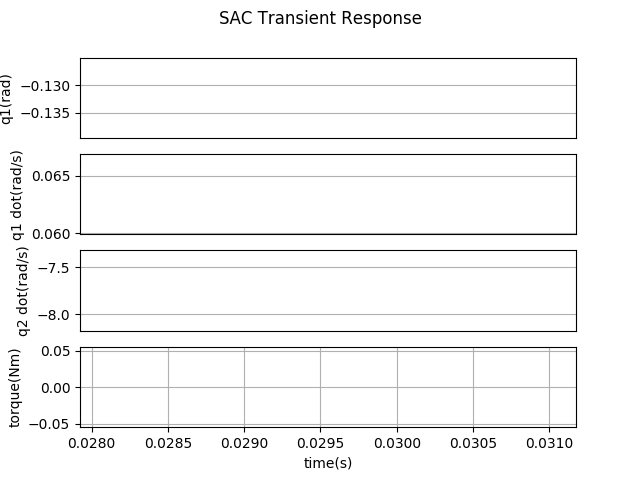 SAC Transient Response
q1(rad)
−0.130
−0.135
q1 dot(rad/s)
0.065
0.060
q2 dot(rad/s)
−7.5
−8.0
torque(Nm)
0.05
0.00
−0.05
0.0280 0.0285 0.0290 0.0295 0.0300 0.0305 0.0310
time(s)